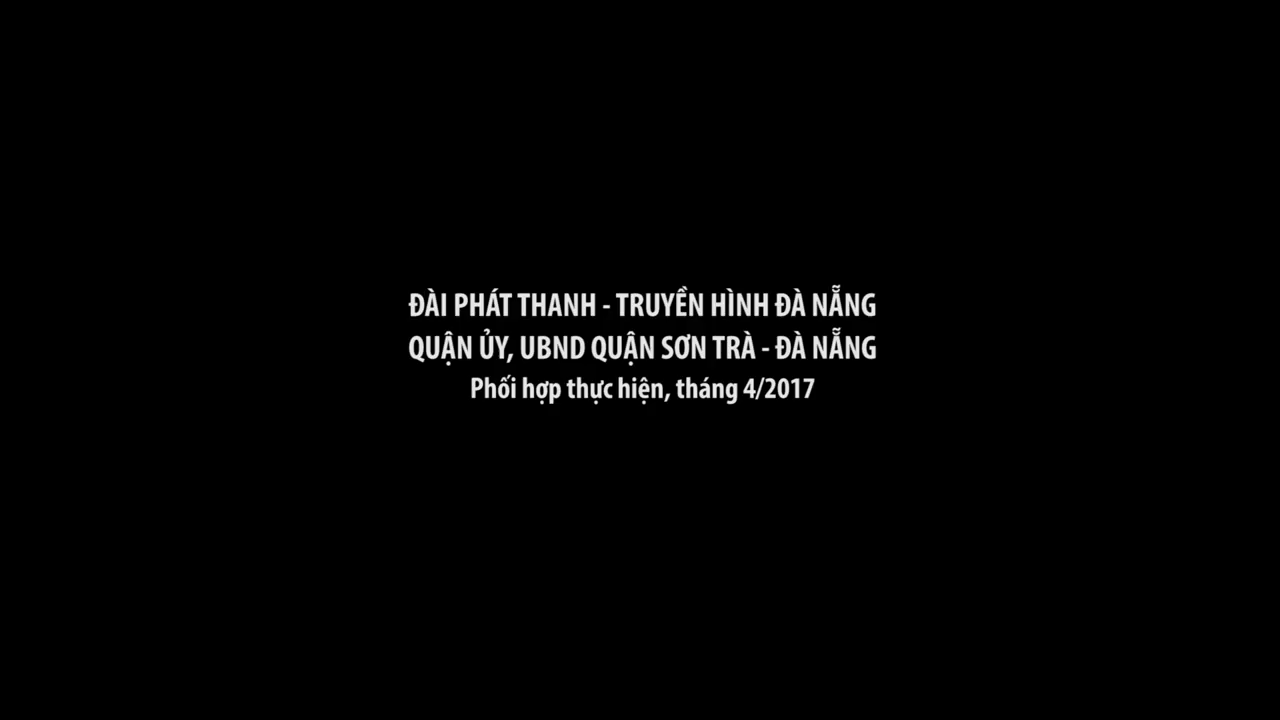 ĐÀI PHÁT THANH - TRUYỀN HÌNH ĐÀ NẴNG
QUẬN ỦY, UBND QUẬN SƠN TRÀ - ĐÀ NẴNG
Phối hợp thực hiện, tháng 4/2017